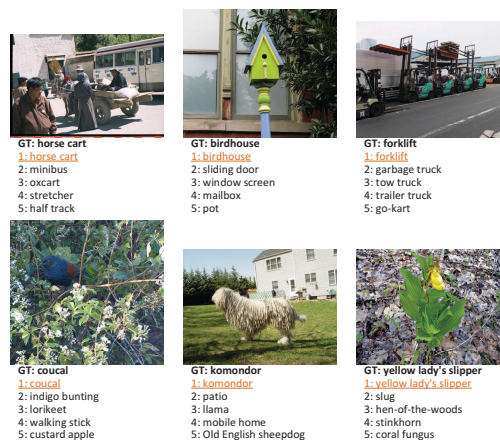 GT: horse cart
1: horse cart
2: minibus
3: oxcart
4: stretcher
5: half track
GT: birdhouse
1: birdhouse
2: sliding door
3: window screen
4: mailbox
5: pot
GT: forklift
1: forklift
2: garbage truck
3: tow truck
4: trailer truck
5: go-kart
GT: coucal
1: coucal
2: indigo bunting
3: lorikeet
4: walking stick
5: custard apple
GT: komondor
1: komondor
2: patio
3: llama
4: mobile home
5: Old English sheepdog
GT: yellow lady's slipper
1: yellow lady's slipper
2: slug
3: hen-of-the-woods
4: stinkhorn
5: coral fungus